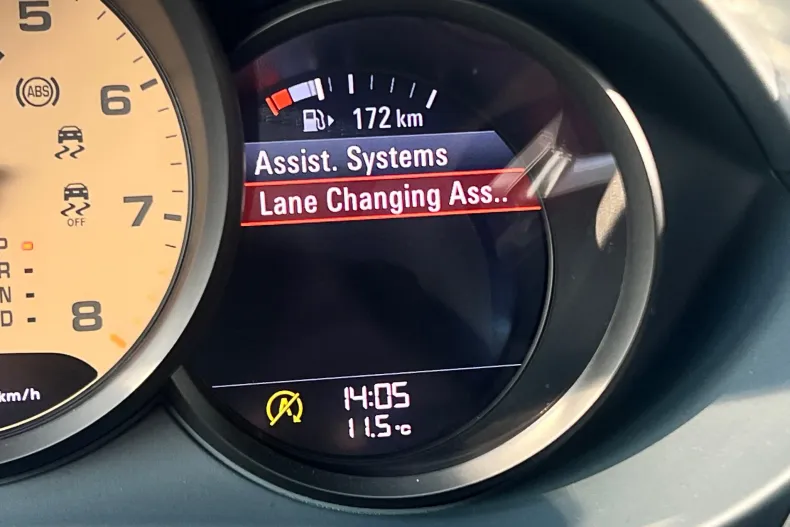 5
ABS
6
OFF
7
P
R
N
D
8
km/h
172 km
Assist. Systems
Lane Changing Ass..
A
14:05
11.5°C